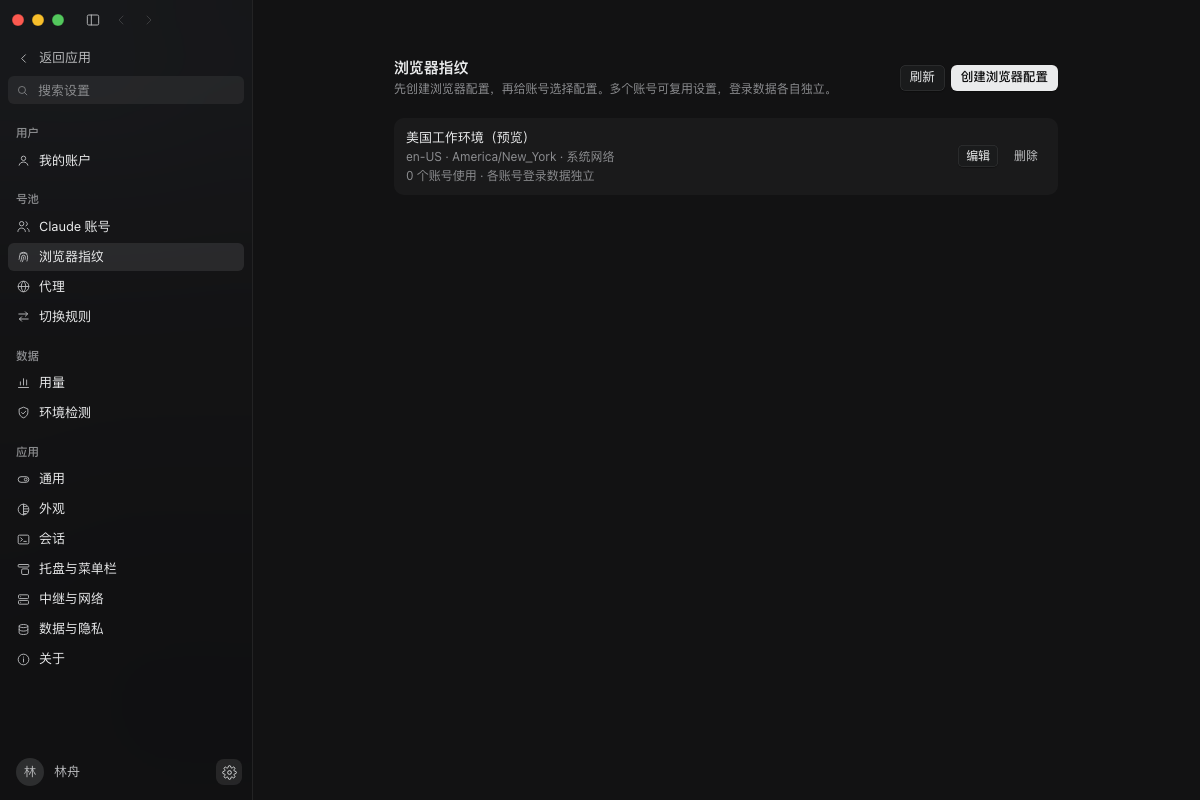 返回应用
搜索设置
用户
我的账户
号池
Claude 账号
浏览器指纹
代理
切换规则
数据
用量
环境检测
应用
通用
外观
会话
托盘与菜单栏
中继与网络
数据与隐私
关于
林 林舟
浏览器指纹
先创建浏览器配置，再给账号选择配置。多个账号可复用设置，登录数据各自独立。
刷新 创建浏览器配置
美国工作环境（预览）
en-US · America/New_York · 系统网络
0 个账号使用 · 各账号登录数据独立
编辑 删除